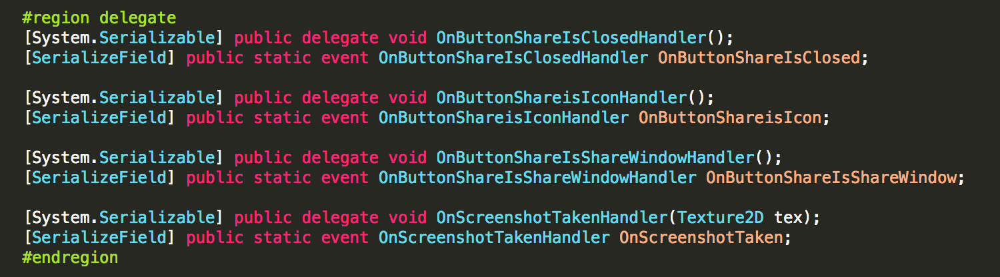 #region delegate
[System.Serializable] public delegate void OnButtonShareIsClosedHandler();
[SerializeField] public static event OnButtonShareIsClosedHandler OnButtonShareIsClosed;
[System.Serializable] public delegate void OnButtonShareisIconHandler();
[SerializeField] public static event OnButtonShareisIconHandler OnButtonShareisIcon;
[System.Serializable] public delegate void OnButtonShareIsShareWindowHandler();
[SerializeField] public static event OnButtonShareIsShareWindowHandler OnButtonShareIsShareWindow;
[System.Serializable] public delegate void OnScreenshotTakenHandler(Texture2D tex);
[SerializeField] public static event OnScreenshotTakenHandler OnScreenshotTaken;
#endregion